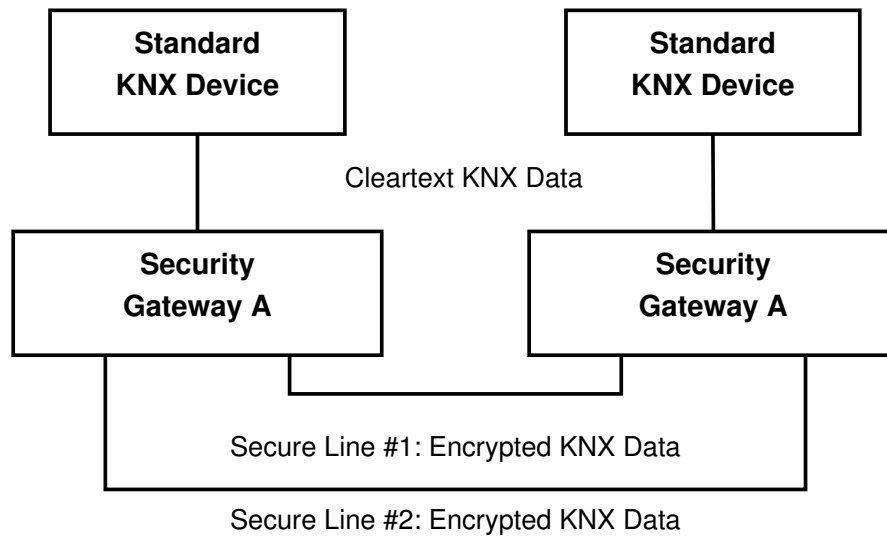 Standard
KNX Device
Standard
KNX Device
Cleartext KNX Data
Security
Gateway A
Security
Gateway A
Secure Line #1: Encrypted KNX Data
Secure Line #2: Encrypted KNX Data